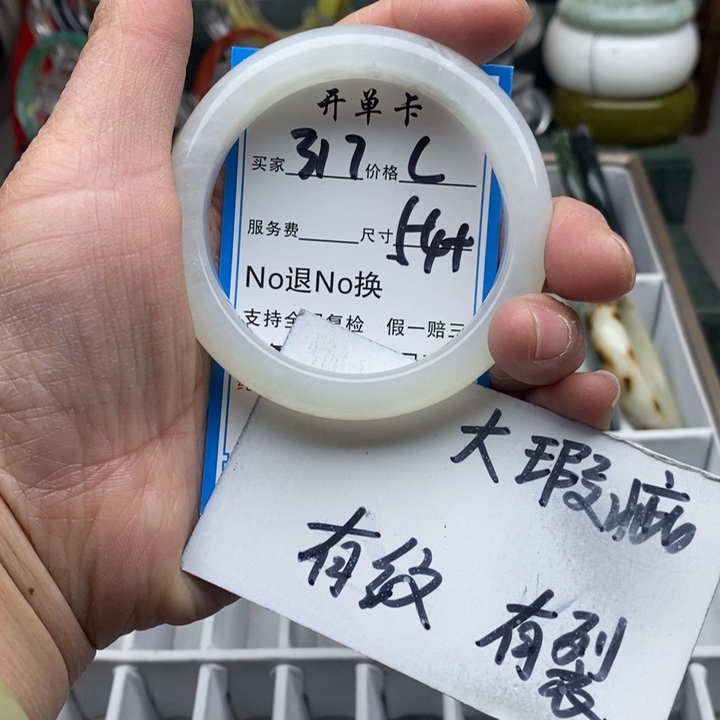 开单卡
买家 317 价格 C
服务费 尺寸 54+
No退No换
支持全国复检 假一赔三
大瑕疵
有纹
有裂